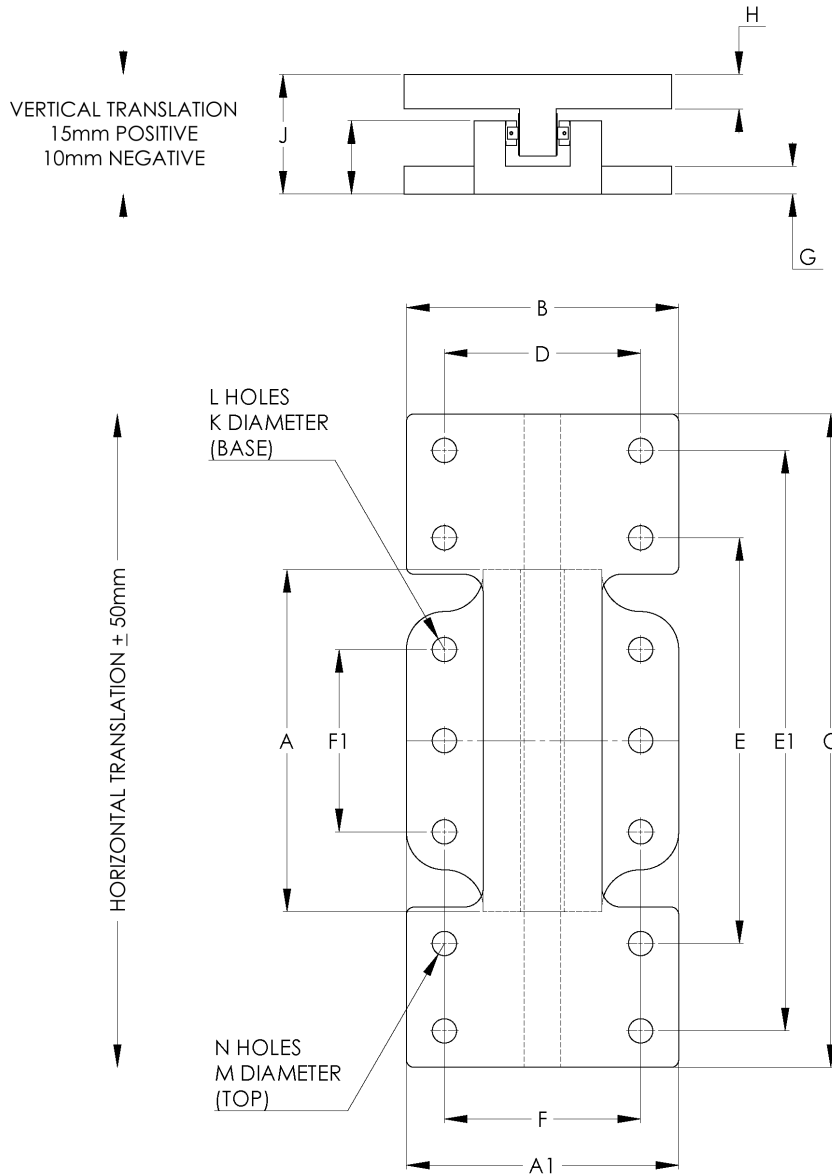 H
VERTICAL TRANSLATION
15mm POSITIVE
10mm NEGATIVE
J
G
B
D
L HOLES
K DIAMETER
(BASE)
HORIZONTAL TRANSLATION ± 50mm
A
F1
E
E1
N HOLES
M DIAMETER
(TOP)
F
A1